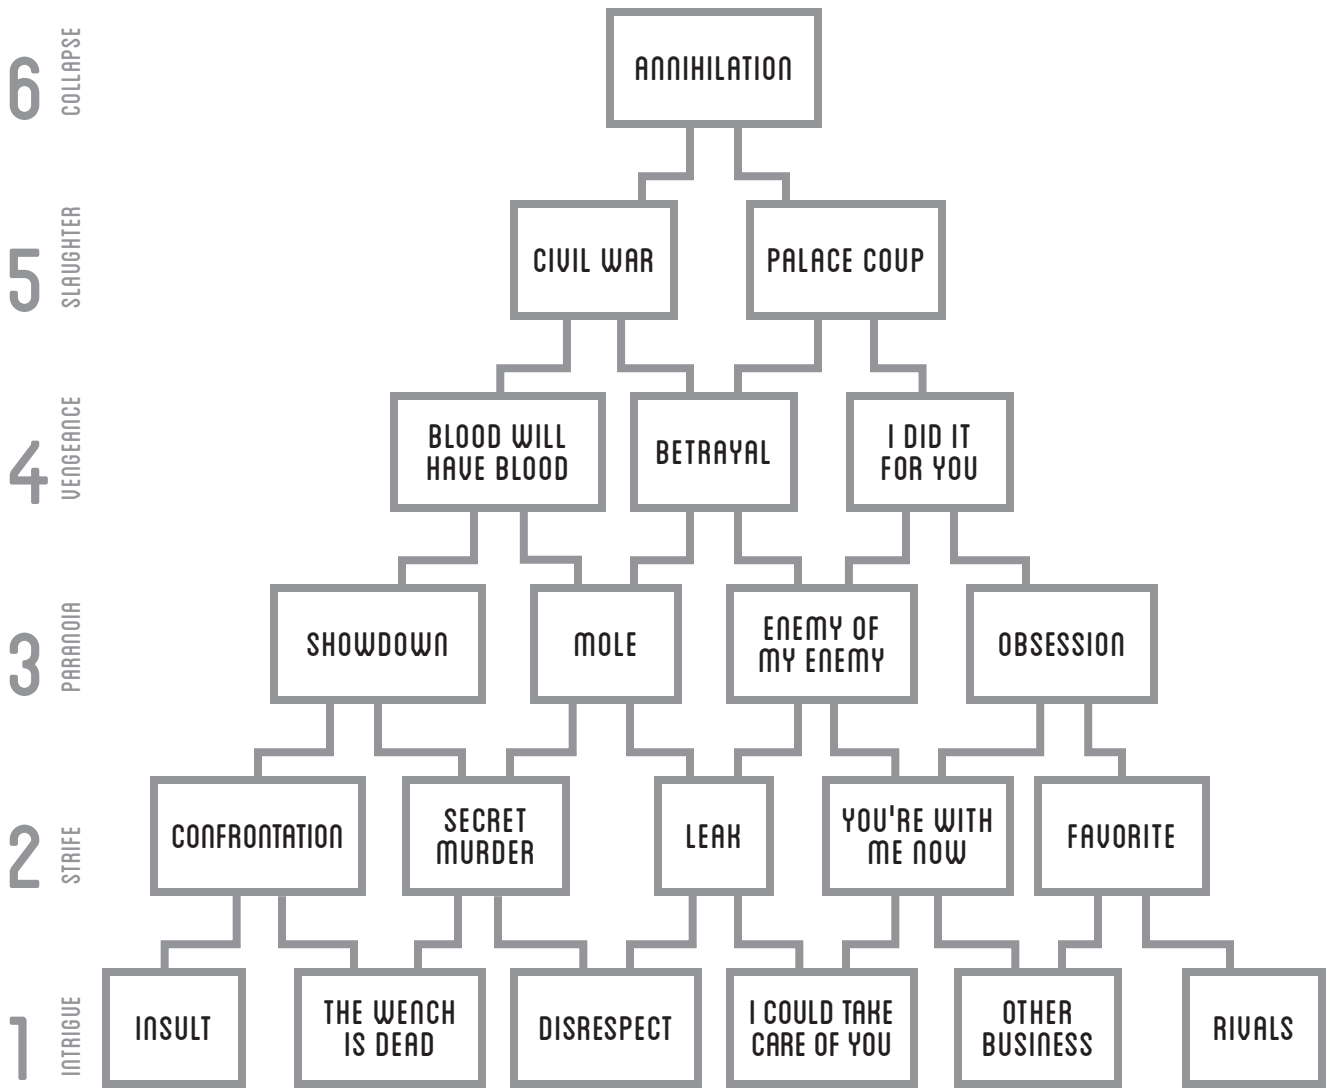 6 COLLAPSE
ANNIHILATION
5 SLAUGHTER
CIVIL WAR
PALACE COUP
4 VENGEANCE
BLOOD WILL
HAVE BLOOD
BETRAYAL
I DID IT
FOR YOU
3 PARANOIA
SHOWDOWN
MOLE
ENEMY OF
MY ENEMY
OBSESSION
2 STRIFE
CONFRONTATION
SECRET
MURDER
LEAK
YOU'RE WITH
ME NOW
FAVORITE
1 INTRIGUE
INSULT
THE WENCH
IS DEAD
DISRESPECT
I COULD TAKE
CARE OF YOU
OTHER
BUSINESS
RIVALS